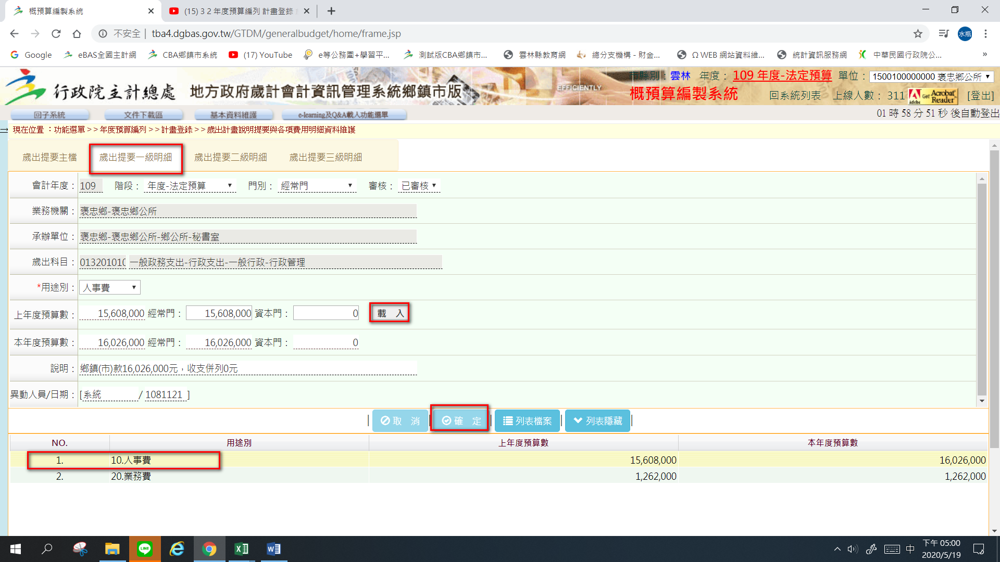 概預算編製系統
(15) 3 2 年度預算編列 計畫登錄
不安全 | tba4.dgbas.gov.tw/GTDM/generalbudget/home/frame.jsp
水瓶
Google eBAS全國主計網 CBA鄉鎮市系統 (17) YouTube e等公務園+學習平... 測試版CBA鄉鎮市... 雲林縣教育網 總分支機構 - 財金... Ω WEB 網站資料維... 統計資訊服務網 中華民國行政院公... »
行政院主計總處 地方政府歲計會計資訊管理系統鄉鎮市版
EFFICIENTLY
市縣別：雲林 年度： 109 年度-法定預算 單位： 1500100000000 褒忠鄉公所
概預算編製系統 回系統列表 上線人數： 311 Get Acrobat Reader Adobe [登出]
回子系統 文件下載區 基本資料維護 e-learning及Q&A載入功能選單
01 時 58 分 51 秒 後自動登出
現在位置 ：功能選單 > > 年度預算編列 > > 計畫登錄 > > 歲出計畫說明提要與各項費用明細資料維護
歲出提要主檔 歲出提要一級明細 歲出提要二級明細 歲出提要三級明細
會計年度： 109 階段： 年度-法定預算 門別： 經常門 審核： 已審核
業務機關： 褒忠鄉-褒忠鄉公所
承辦單位： 褒忠鄉-褒忠鄉公所-鄉公所-秘書室
歲出科目： 013201010 一般政務支出-行政支出-一般行政-行政管理
*用途別： 人事費
上年度預算數： 15,608,000 經常門： 15,608,000 資本門： 0 載 入
本年度預算數： 16,026,000 經常門： 16,026,000 資本門： 0
說明： 鄉鎮(市)款16,026,000元，收支併列0元
異動人員/日期： [系統 / 1081121 ]
取 消 確 定 列表檔案 列表隱藏
NO. 用途別 上年度預算數 本年度預算數
1. 10.人事費 15,608,000 16,026,000
2. 20.業務費 1,262,000 1,262,000
LINE
中
下午 05:00
2020/5/19